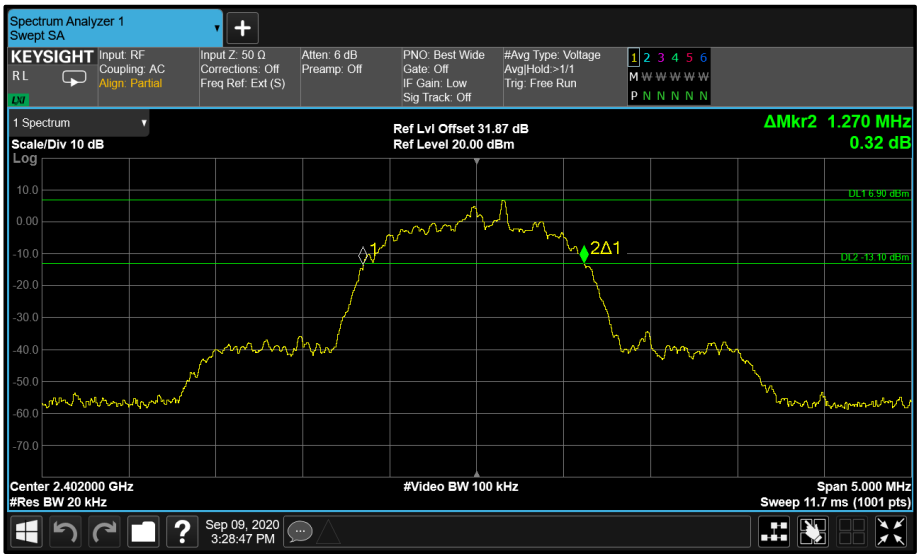 Spectrum Analyzer 1
Swept SA
+
KEYSIGHT Input: RF Input Z: 50 Ω Atten: 6 dB PNO: Best Wide #Avg Type: Voltage 1 2 3 4 5 6
RL Coupling: AC Corrections: Off Preamp: Off Gate: Off Avg|Hold:>1/1 M W W W W W
Align: Partial Freq Ref: Ext (S) IF Gain: Low Trig: Free Run P N N N N N
LXI Sig Track: Off
1 Spectrum Ref Lvl Offset 31.87 dB ΔMkr2 1.270 MHz
Scale/Div 10 dB Ref Level 20.00 dBm 0.32 dB
Log
10.0 DL1 6.90 dBm
0.00
1 2Δ1
-10.0 DL2 -13.10 dBm
-20.0
-30.0
-40.0
-50.0
-60.0
-70.0
Center 2.402000 GHz #Video BW 100 kHz Span 5.000 MHz
#Res BW 20 kHz Sweep 11.7 ms (1001 pts)
? Sep 09, 2020
3:28:47 PM